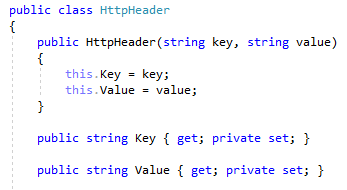 public class HttpHeader
{
    public HttpHeader(string key, string value)
    {
        this.Key = key;
        this.Value = value;
    }
    public string Key { get; private set; }
    public string Value { get; private set; }